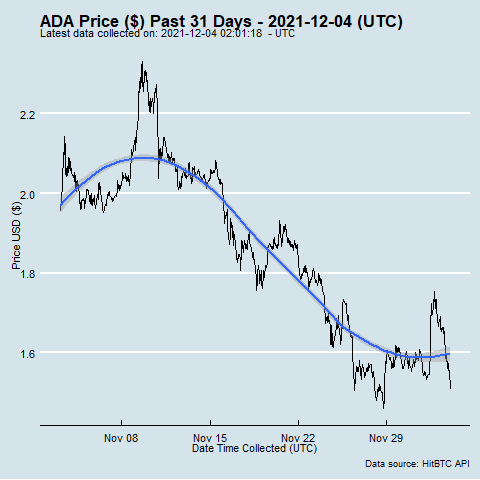 ADA Price ($) Past 31 Days - 2021-12-04 (UTC)
Latest data collected on: 2021-12-04 02:01:18 - UTC
Price USD ($)
2.2
2.0
1.8
1.6
Nov 08 Nov 15 Nov 22 Nov 29
Date Time Collected (UTC)
Data source: HitBTC API